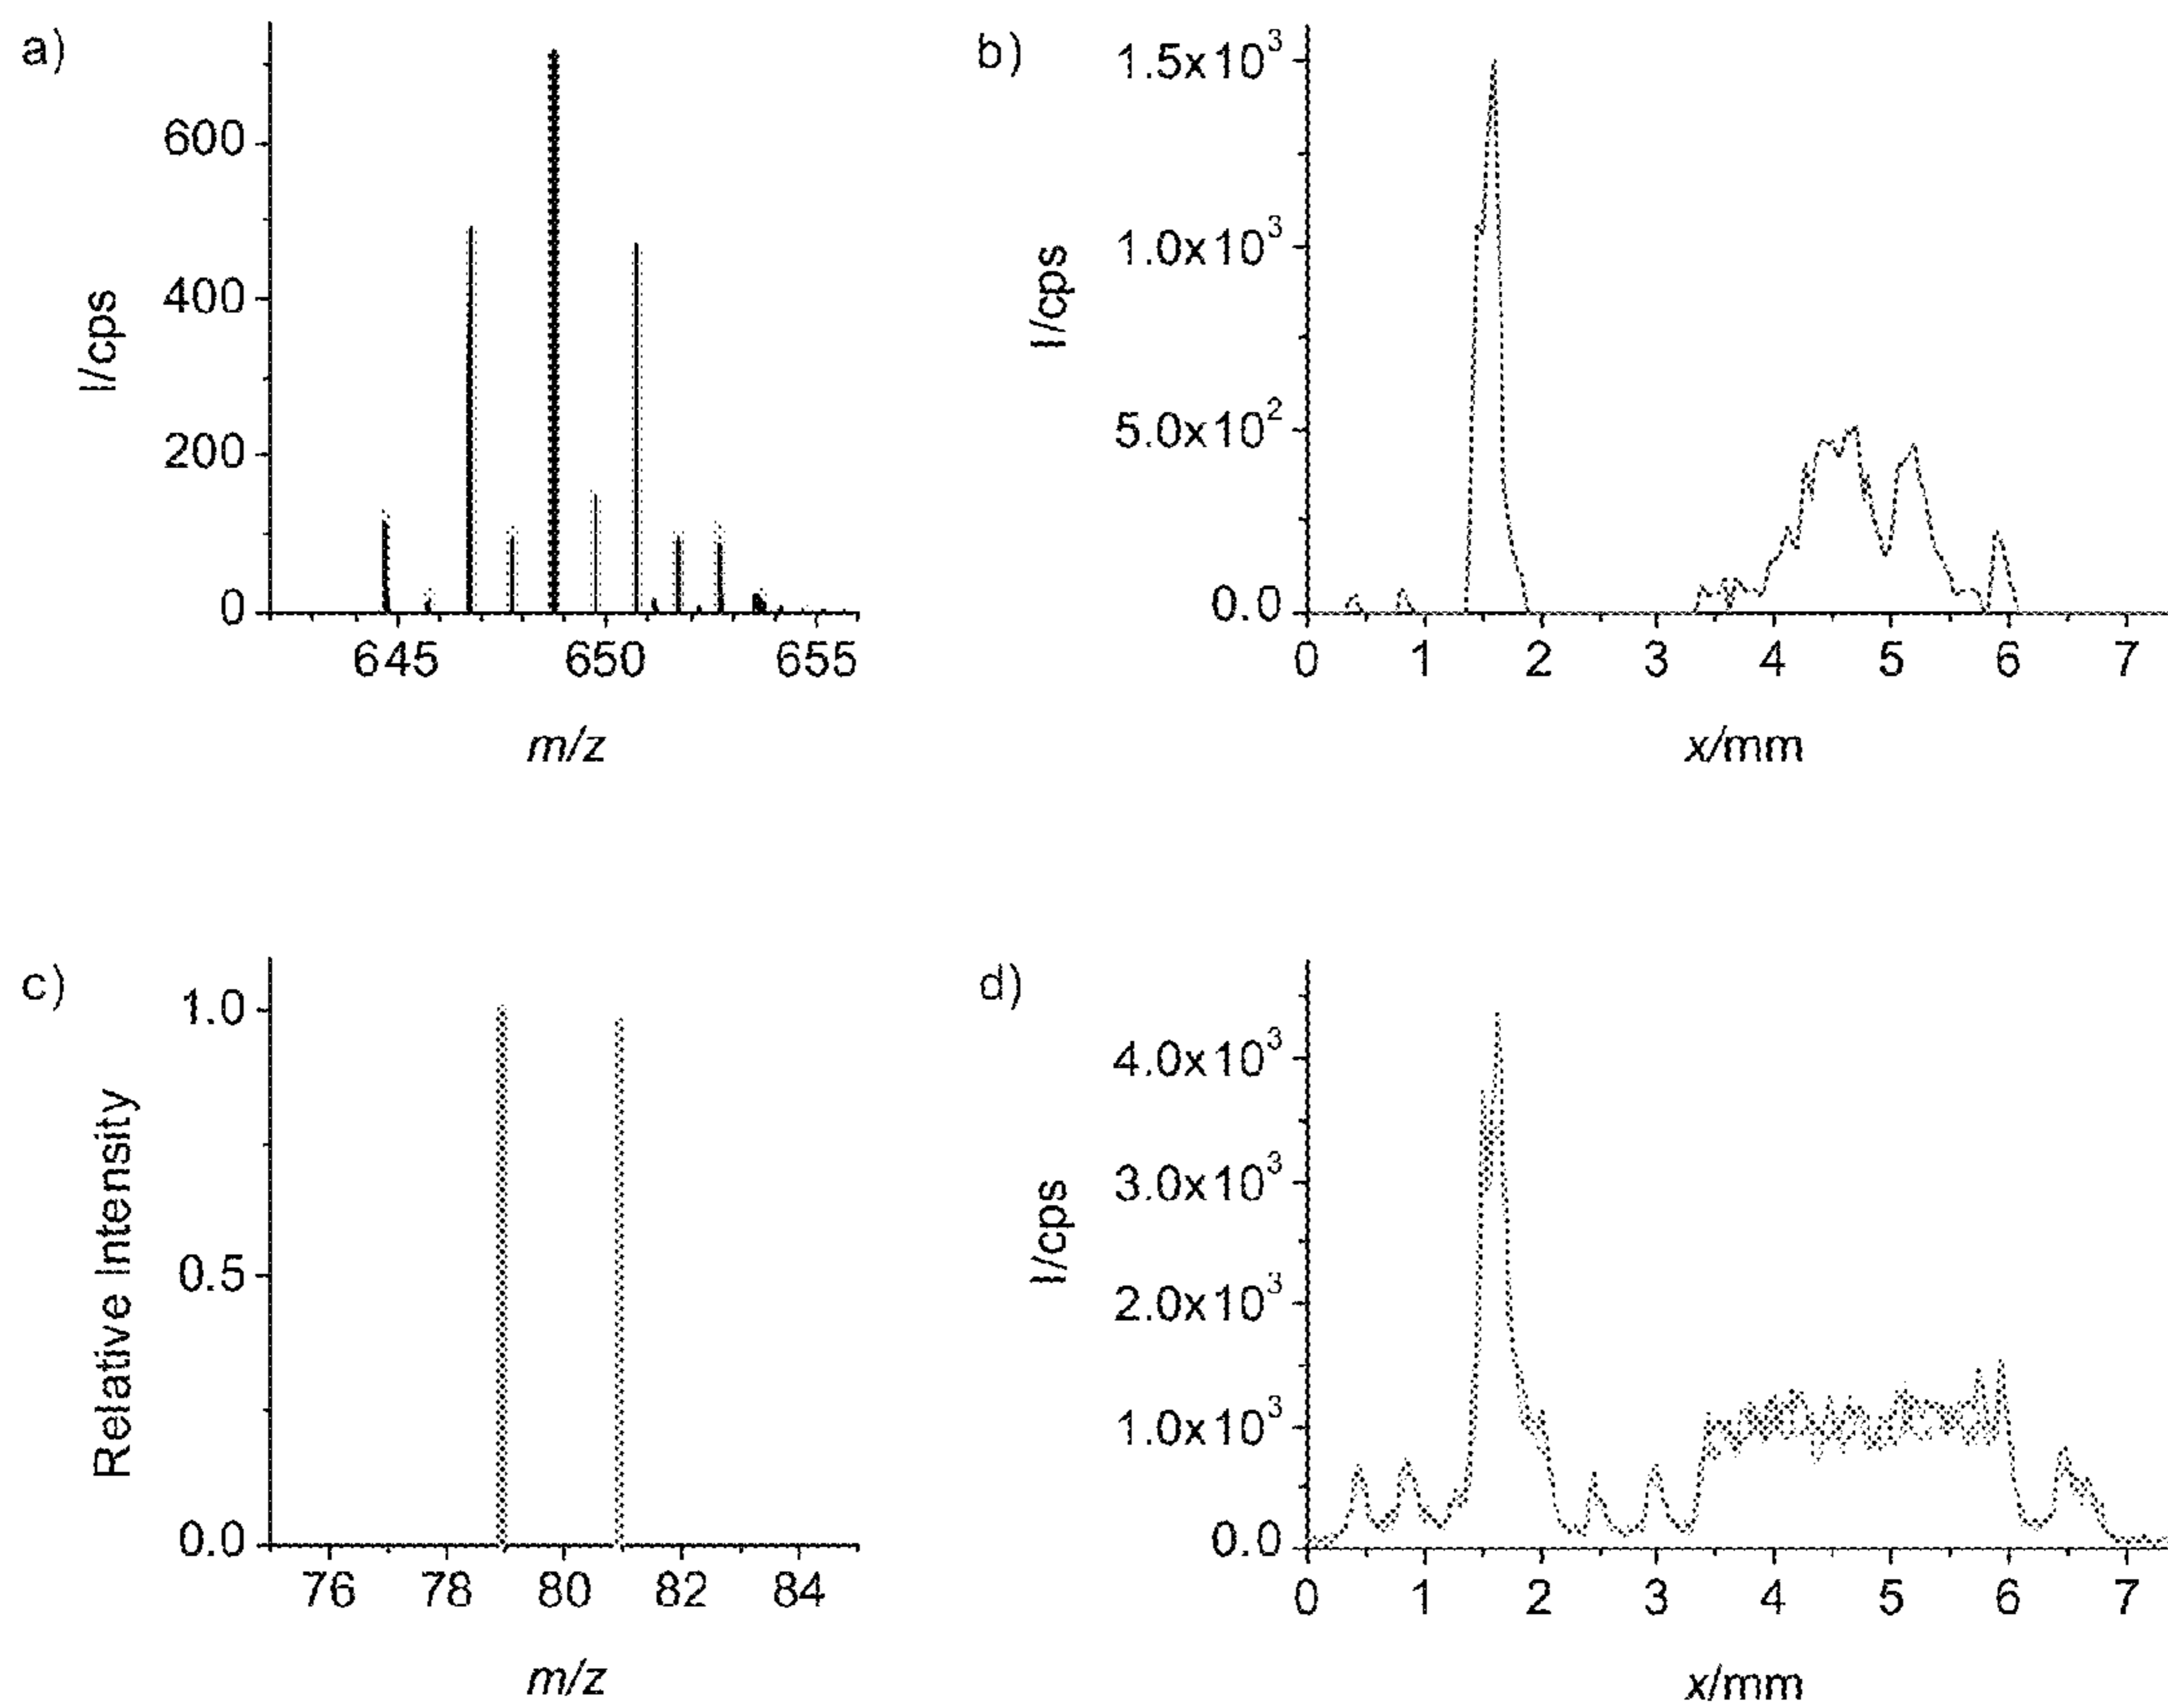 a)
I/cps
600
400
200
0
645 650 655
m/z
b)
I/cps
1.5x10³
1.0x10³
5.0x10²
0.0
0 1 2 3 4 5 6 7
x/mm
c)
Relative Intensity
1.0
0.5
0.0
76 78 80 82 84
m/z
d)
I/cps
4.0x10³
3.0x10³
2.0x10³
1.0x10³
0.0
0 1 2 3 4 5 6 7
x/mm